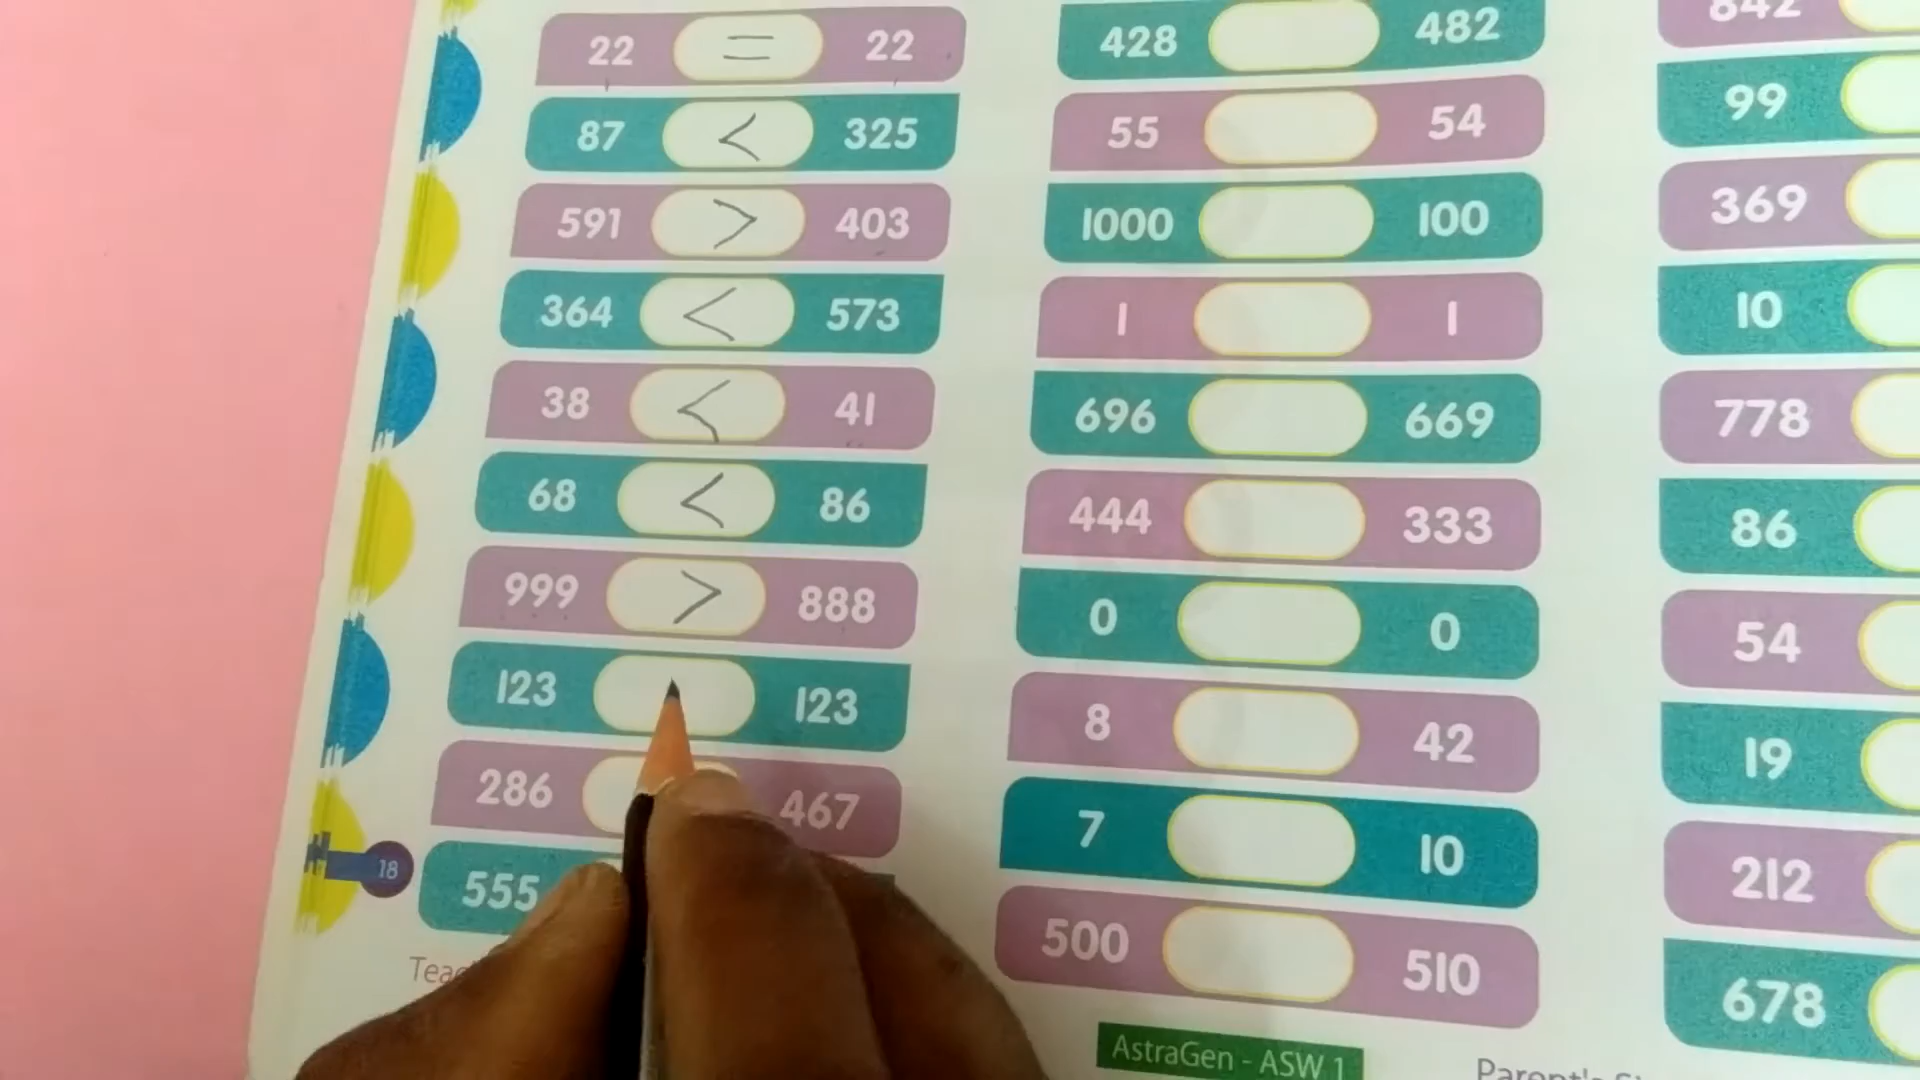 22 = 22
87 < 325
591 > 403
364 < 573
38 < 41
68 < 86
999 > 888
123 123
286 467
555
18
428 482
55 54
1000 100
1 1
696 669
444 333
0 0
8 42
7 10
500 510
AstraGen - ASW 1
842
99
369
10
778
86
54
19
212
678
Parent's